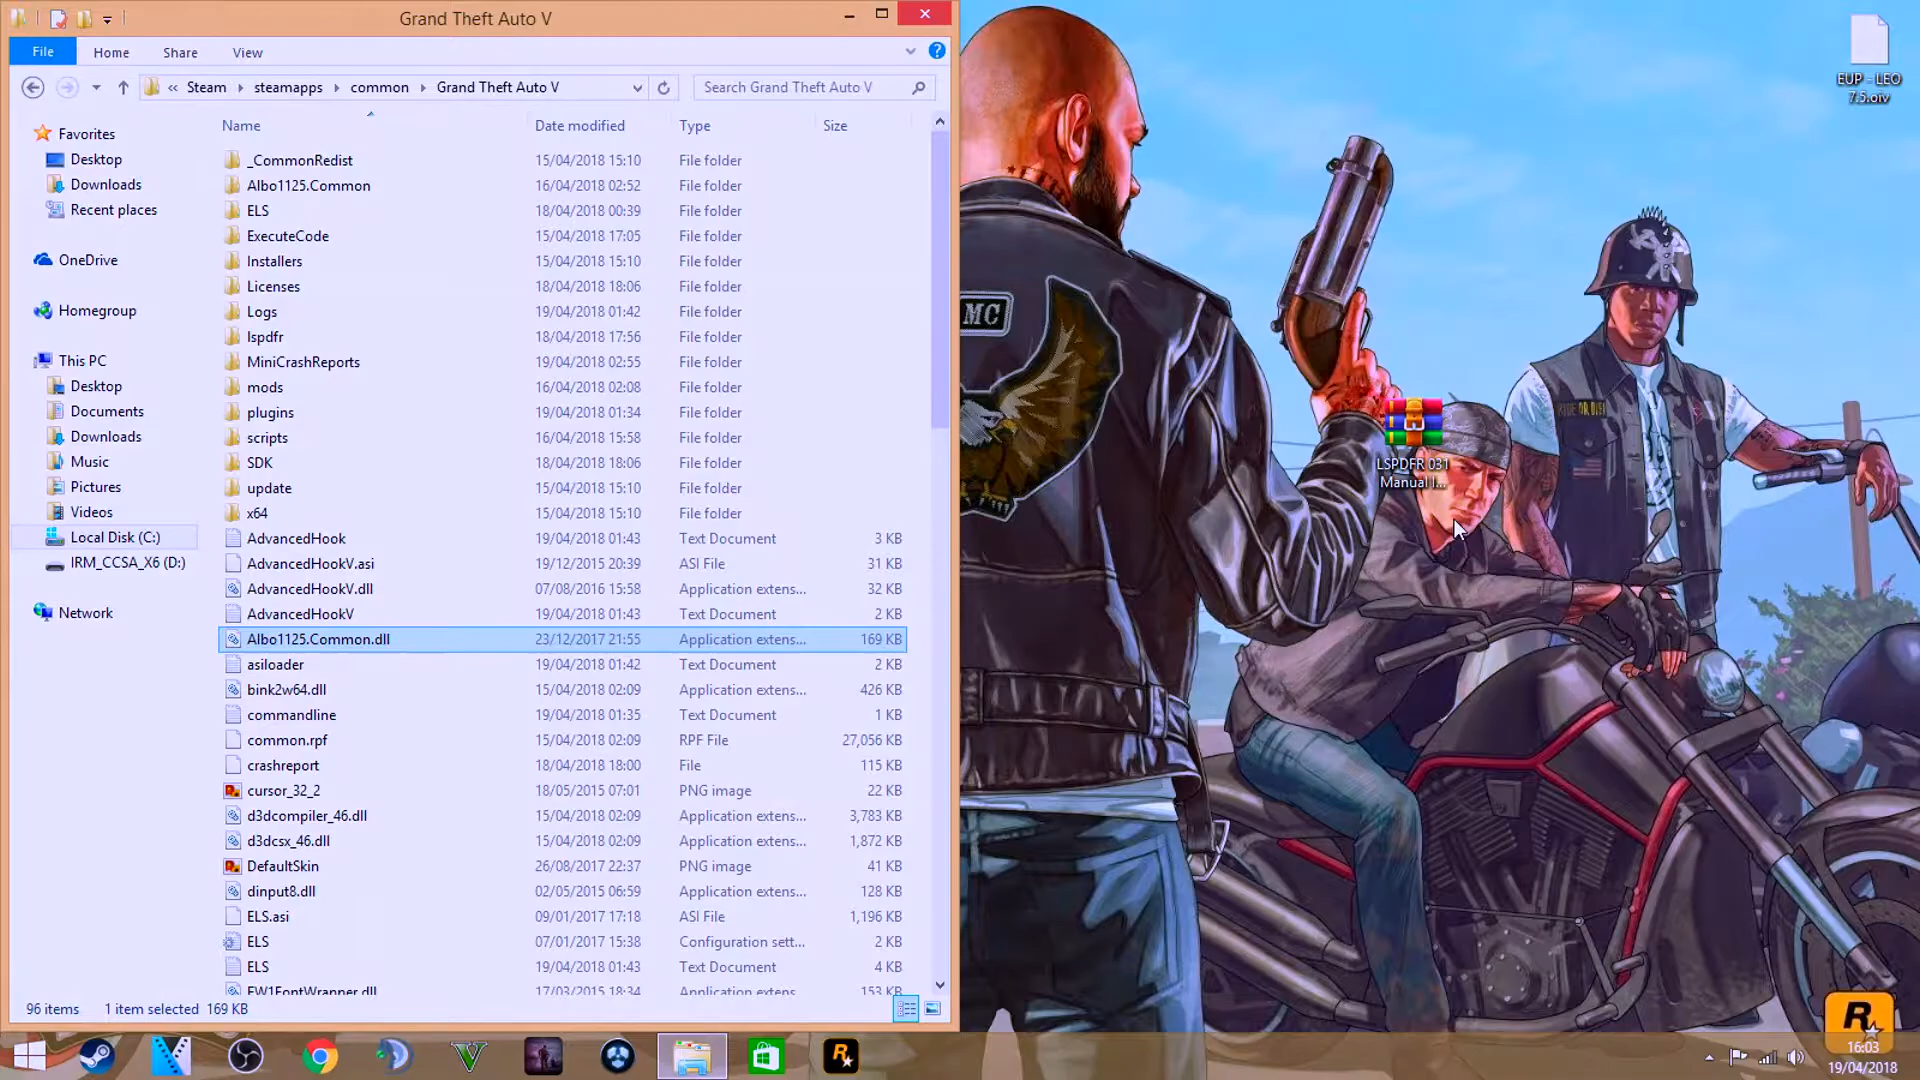 Grand Theft Auto V
File
Home
Share
View
« Steam
steamapps
common
Grand Theft Auto V
Search Grand Theft Auto V
Name
Date modified
Type
Size
Favorites
Desktop
Downloads
Recent places
OneDrive
Homegroup
This PC
Desktop
Documents
Downloads
Music
Pictures
Videos
Local Disk (C:)
IRM_CCSA_X6 (D:)
Network
_CommonRedist 15/04/2018 15:10 File folder
Albo1125.Common 16/04/2018 02:52 File folder
ELS 18/04/2018 00:39 File folder
ExecuteCode 15/04/2018 17:05 File folder
Installers 15/04/2018 15:10 File folder
Licenses 18/04/2018 18:06 File folder
Logs 19/04/2018 01:42 File folder
lspdfr 18/04/2018 17:56 File folder
MiniCrashReports 19/04/2018 02:55 File folder
mods 16/04/2018 02:08 File folder
plugins 19/04/2018 01:34 File folder
scripts 16/04/2018 15:58 File folder
SDK 18/04/2018 18:06 File folder
update 15/04/2018 15:10 File folder
x64 15/04/2018 15:10 File folder
AdvancedHook 19/04/2018 01:43 Text Document 3 KB
AdvancedHookV.asi 19/12/2015 20:39 ASI File 31 KB
AdvancedHookV.dll 07/08/2016 15:58 Application extens... 32 KB
AdvancedHookV 19/04/2018 01:43 Text Document 2 KB
Albo1125.Common.dll 23/12/2017 21:55 Application extens... 169 KB
asiloader 19/04/2018 01:42 Text Document 2 KB
bink2w64.dll 15/04/2018 02:09 Application extens... 426 KB
commandline 19/04/2018 01:35 Text Document 1 KB
common.rpf 15/04/2018 02:09 RPF File 27,056 KB
crashreport 18/04/2018 18:00 File 115 KB
cursor_32_2 18/05/2015 07:01 PNG image 22 KB
d3dcompiler_46.dll 15/04/2018 02:09 Application extens... 3,783 KB
d3dcsx_46.dll 15/04/2018 02:09 Application extens... 1,872 KB
DefaultSkin 26/08/2017 22:37 PNG image 41 KB
dinput8.dll 02/05/2015 06:59 Application extens... 128 KB
ELS.asi 09/01/2017 17:18 ASI File 1,196 KB
ELS 07/01/2017 15:38 Configuration sett... 2 KB
ELS 19/04/2018 01:43 Text Document 4 KB
FW1FontWrapper.dll 17/03/2015 18:34 Application extens... 153 KB
96 items 1 item selected 169 KB
EUP - LEO
7.5.oiv
MC
LSPDFR 031
Manual I...
R
16:03
19/04/2018